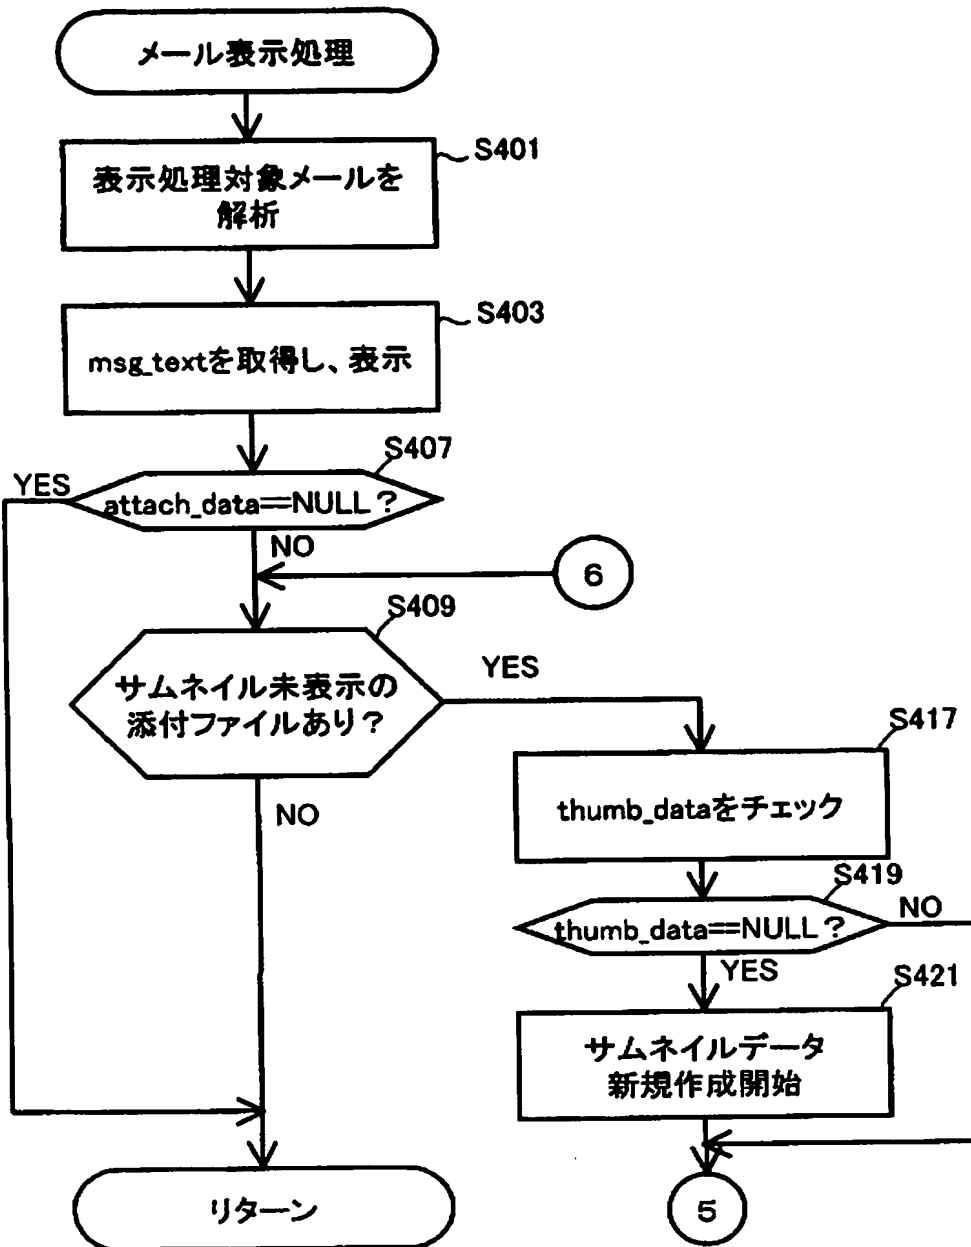 メール表示処理
S401
表示処理対象メールを
解析
S403
msg_textを取得し、表示
S407
YES
attach_data==NULL?
NO
6
S409
サムネイル未表示の
添付ファイルあり?
YES
NO
S417
thumb_dataをチェック
S419
thumb_data==NULL?
NO
YES
S421
サムネイルデータ
新規作成開始
5
リターン